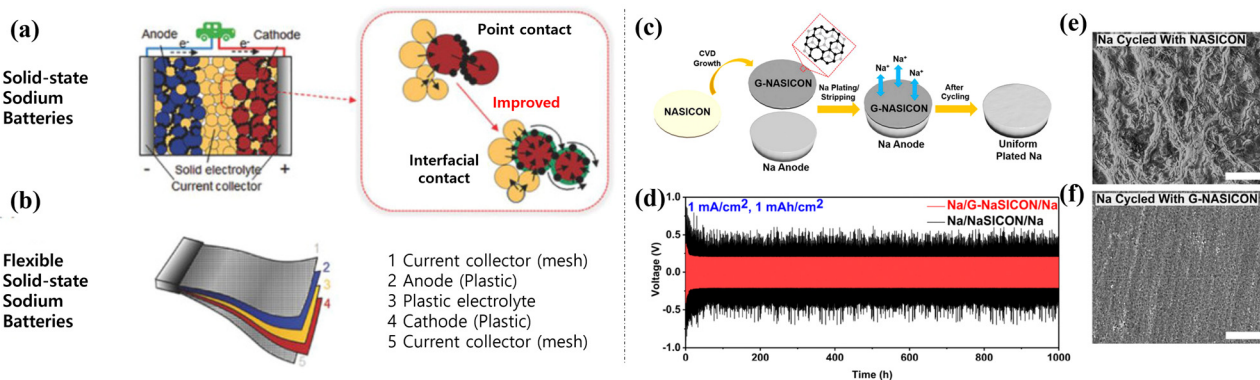 (a)
Solid-state
Sodium
Batteries
Anode
Cathode
e-
e-
Solid electrolyte
-
+
Current collector
Point contact
Improved
Interfacial
contact
(b)
Flexible
Solid-state
Sodium
Batteries
1
2
3
4
5
1 Current collector (mesh)
2 Anode (Plastic)
3 Plastic electrolyte
4 Cathode (Plastic)
5 Current collector (mesh)
(c)
CVD
Growth
NASICON
G-NASICON
Na Anode
Na Plating/
Stripping
Na+
Na+
Na+
G-NASICON
Na Anode
After
Cycling
Uniform
Plated Na
(d)
1 mA/cm2, 1 mAh/cm2
Na/G-NaSICON/Na
Na/NaSICON/Na
Voltage (V)
1.0
0.5
0.0
-0.5
-1.0
0
200
400
600
800
1000
Time (h)
(e)
Na Cycled With NASICON
(f)
Na Cycled With G-NASICON